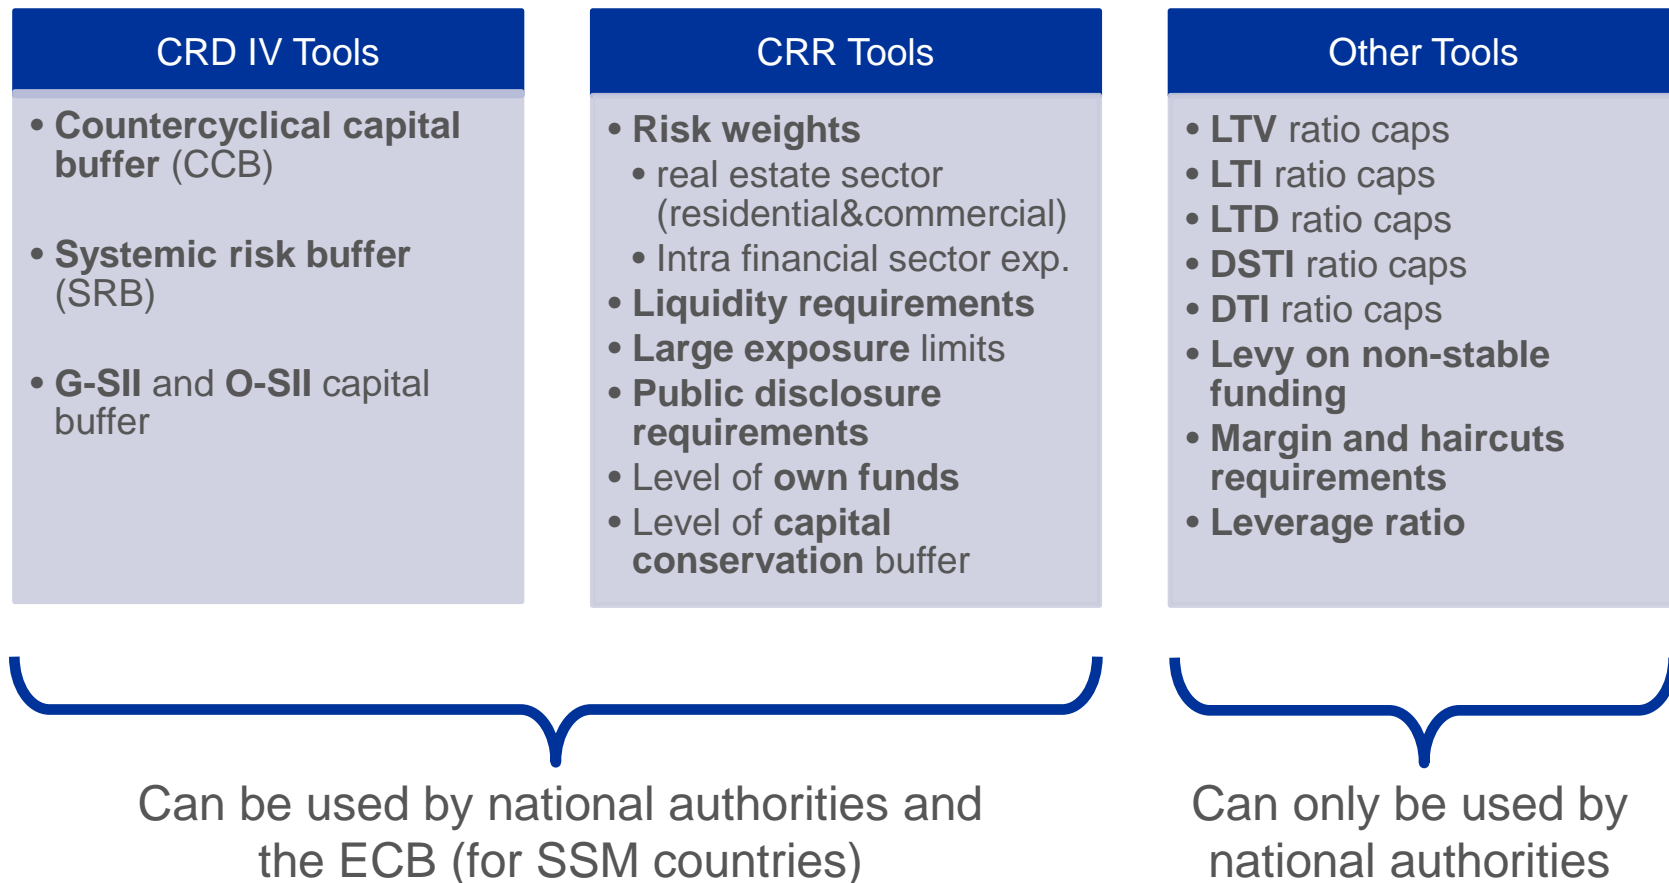 CRD IV Tools
• Countercyclical capital
buffer (CCB)
• Systemic risk buffer
(SRB)
• G-SII and O-SII capital
buffer
CRR Tools
• Risk weights
• real estate sector
(residential&commercial)
• Intra financial sector exp.
• Liquidity requirements
• Large exposure limits
• Public disclosure
requirements
• Level of own funds
• Level of capital
conservation buffer
Other Tools
• LTV ratio caps
• LTI ratio caps
• LTD ratio caps
• DSTI ratio caps
• DTI ratio caps
• Levy on non-stable
funding
• Margin and haircuts
requirements
• Leverage ratio
Can be used by national authorities and
the ECB (for SSM countries)
Can only be used by
national authorities